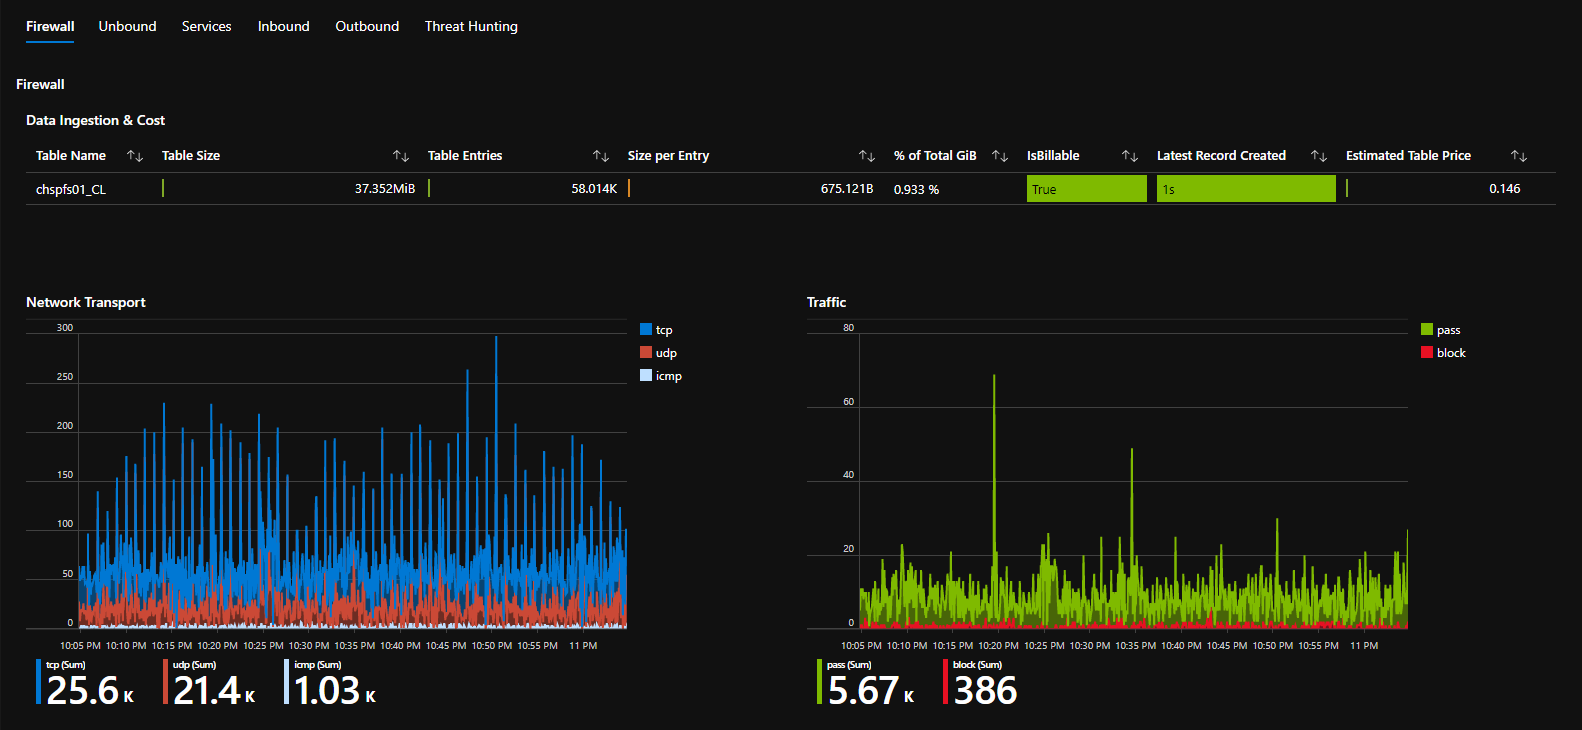 Firewall Unbound Services Inbound Outbound Threat Hunting
Firewall
Data Ingestion & Cost
Table Name ↑↓ Table Size ↑↓ Table Entries ↑↓ Size per Entry ↑↓ % of Total GiB ↑↓ IsBillable ↑↓ Latest Record Created ↑↓ Estimated Table Price ↑↓
chspfs01_CL 37.352MiB 58.014K 675.121B 0.933 % True 1s 0.146
Network Transport
300
250
200
150
100
50
0
10:05 PM 10:10 PM 10:15 PM 10:20 PM 10:25 PM 10:30 PM 10:35 PM 10:40 PM 10:45 PM 10:50 PM 10:55 PM 11 PM
tcp
udp
icmp
tcp (Sum) udp (Sum) icmp (Sum)
25.6 K 21.4 K 1.03 K
Traffic
80
60
40
20
0
10:05 PM 10:10 PM 10:15 PM 10:20 PM 10:25 PM 10:30 PM 10:35 PM 10:40 PM 10:45 PM 10:50 PM 10:55 PM 11 PM
pass
block
pass (Sum) block (Sum)
5.67 K 386